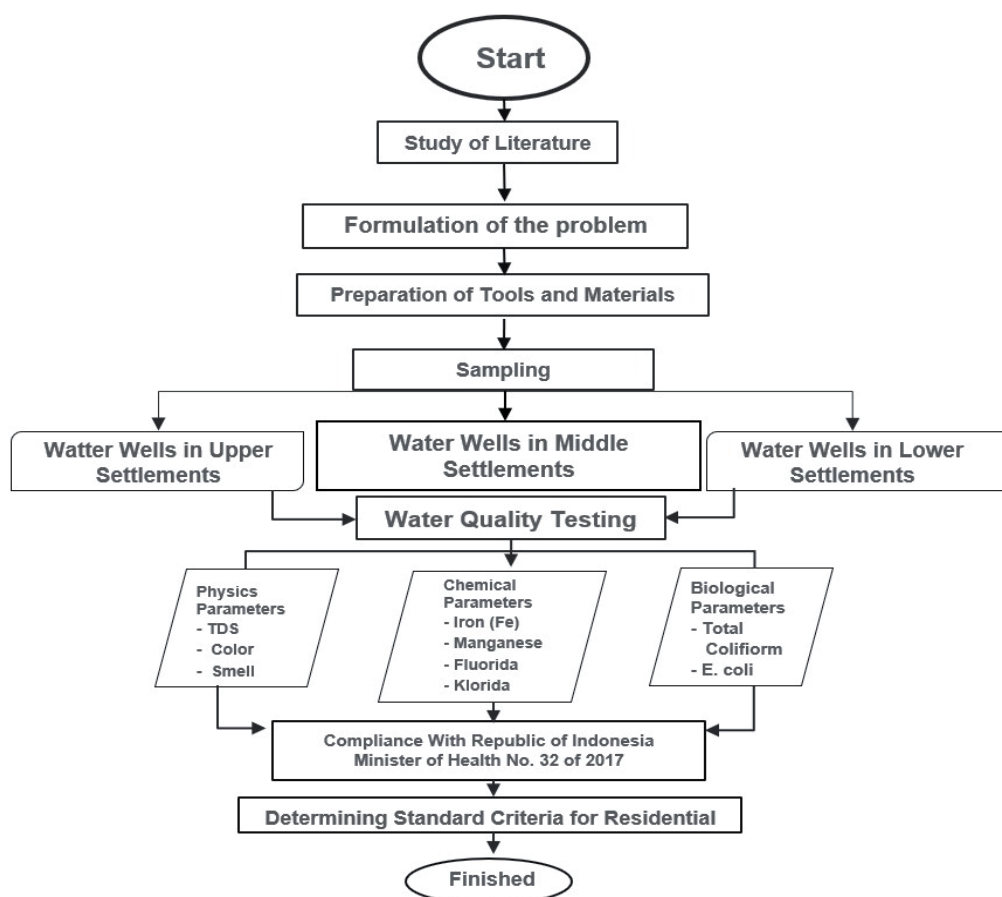 Start
Study of Literature
Formulation of the problem
Preparation of Tools and Materials
Sampling
Watter Wells in Upper
Settlements
Water Wells in Middle
Settlements
Water Wells in Lower
Settlements
Water Quality Testing
Physics
Parameters
- TDS
- Color
- Smell
Chemical
Parameters
- Iron (Fe)
- Manganese
- Fluorida
- Klorida
Biological
Parameters
- Total
Colifiorm
- E. coli
Compliance With Republic of Indonesia
Minister of Health No. 32 of 2017
Determining Standard Criteria for Residential
Finished